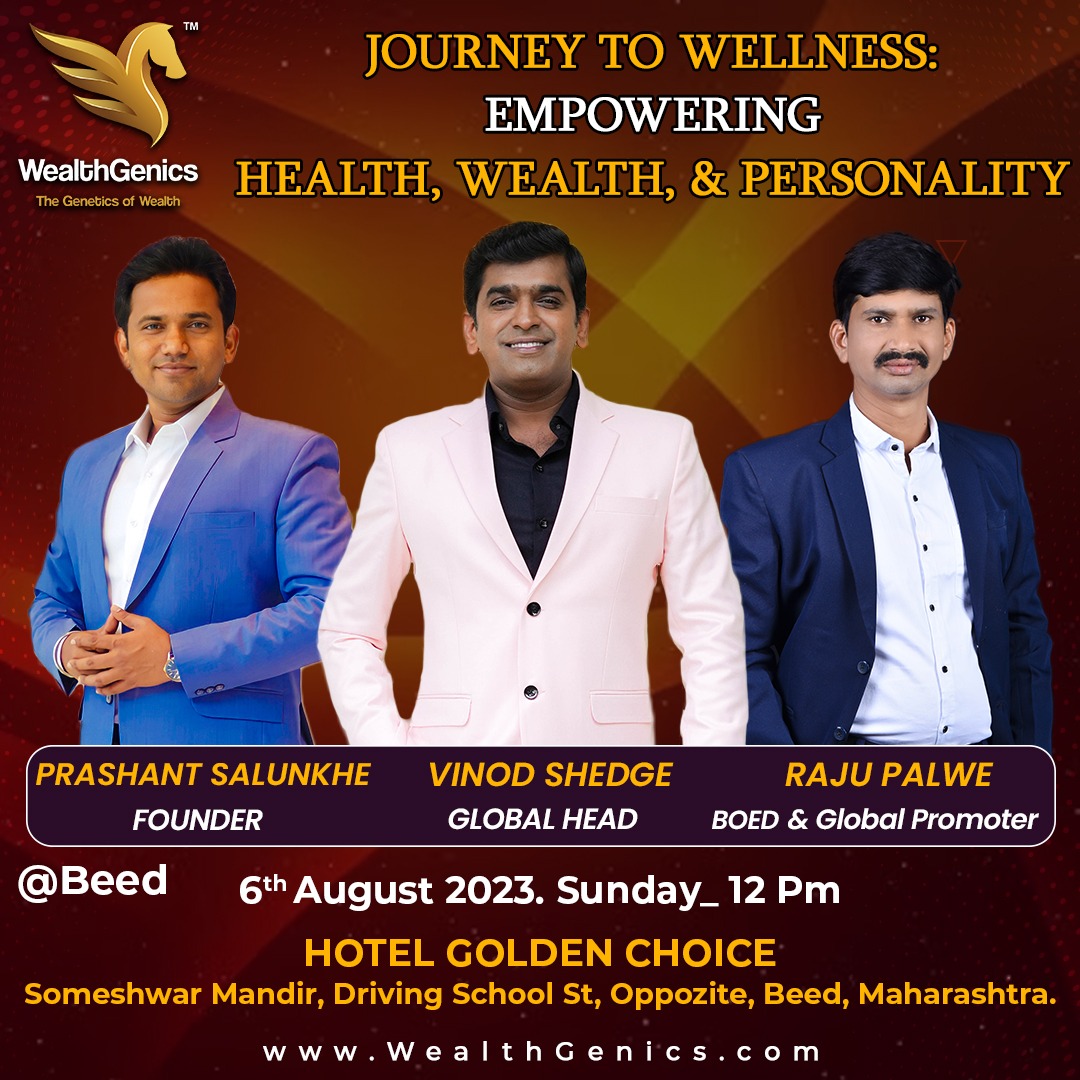 TM
WealthGenics
The Genetics of Wealth
JOURNEY TO WELLNESS:
EMPOWERING
HEALTH, WEALTH, & PERSONALITY
PRASHANT SALUNKHE
FOUNDER
VINOD SHEDGE
GLOBAL HEAD
RAJU PALWE
BOED & Global Promoter
@Beed
6th August 2023. Sunday_ 12 Pm
HOTEL GOLDEN CHOICE
Someshwar Mandir, Driving School St, Oppozite, Beed, Maharashtra.
www.WealthGenics.com